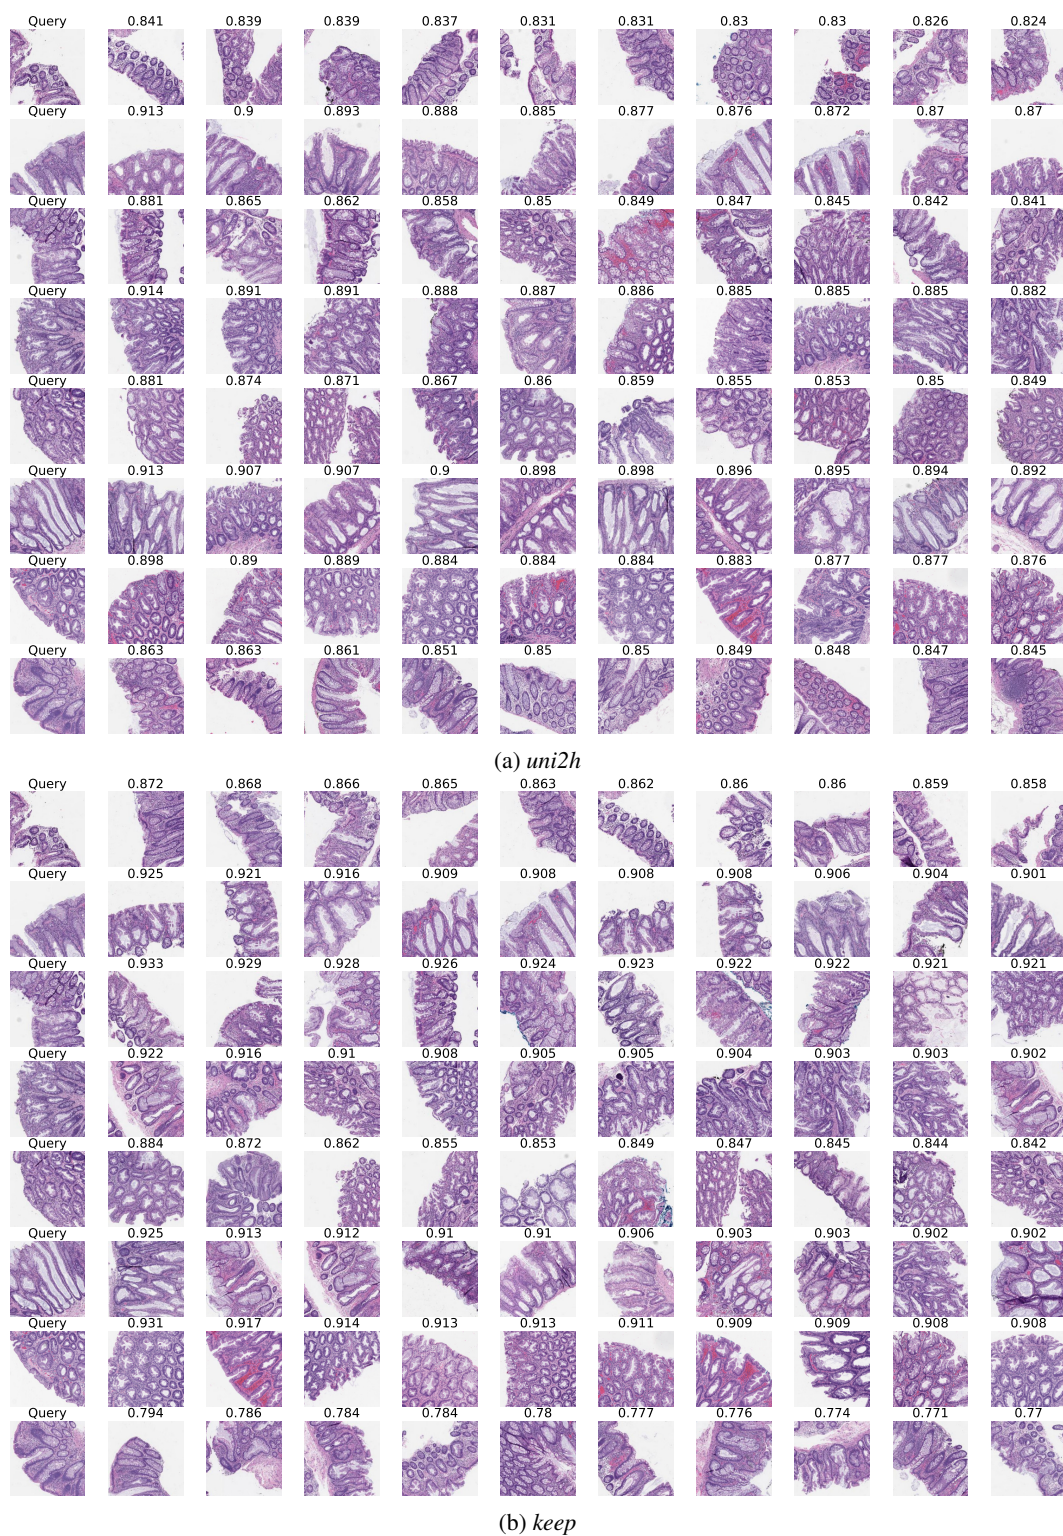 Query 0.841 0.839 0.839 0.837 0.831 0.831 0.83 0.83 0.826 0.824
Query 0.913 0.9 0.893 0.888 0.885 0.877 0.876 0.872 0.87 0.87
Query 0.881 0.865 0.862 0.858 0.85 0.849 0.847 0.845 0.842 0.841
Query 0.914 0.891 0.891 0.888 0.887 0.886 0.885 0.885 0.885 0.882
Query 0.881 0.874 0.871 0.867 0.86 0.859 0.855 0.853 0.85 0.849
Query 0.913 0.907 0.907 0.9 0.898 0.898 0.896 0.895 0.894 0.892
Query 0.898 0.89 0.889 0.884 0.884 0.884 0.883 0.877 0.877 0.876
Query 0.863 0.863 0.861 0.851 0.85 0.85 0.849 0.848 0.847 0.845
(a) uni2h
Query 0.872 0.868 0.866 0.865 0.863 0.862 0.86 0.86 0.859 0.858
Query 0.925 0.921 0.916 0.909 0.908 0.908 0.908 0.906 0.904 0.901
Query 0.933 0.929 0.928 0.926 0.924 0.923 0.922 0.922 0.921 0.921
Query 0.922 0.916 0.91 0.908 0.905 0.905 0.904 0.903 0.903 0.902
Query 0.884 0.872 0.862 0.855 0.853 0.849 0.847 0.845 0.844 0.842
Query 0.925 0.913 0.912 0.91 0.91 0.906 0.903 0.903 0.902 0.902
Query 0.931 0.917 0.914 0.913 0.913 0.911 0.909 0.909 0.908 0.908
Query 0.794 0.786 0.784 0.784 0.78 0.777 0.776 0.774 0.771 0.77
(b) keep